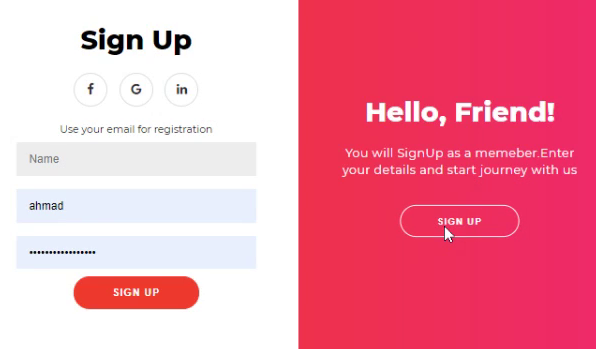 Sign Up
f G in
Use your email for registration
Name
ahmad
•••••••••••••••••
SIGN UP
Hello, Friend!
You will SignUp as a memeber.Enter
your details and start journey with us
SIGN UP